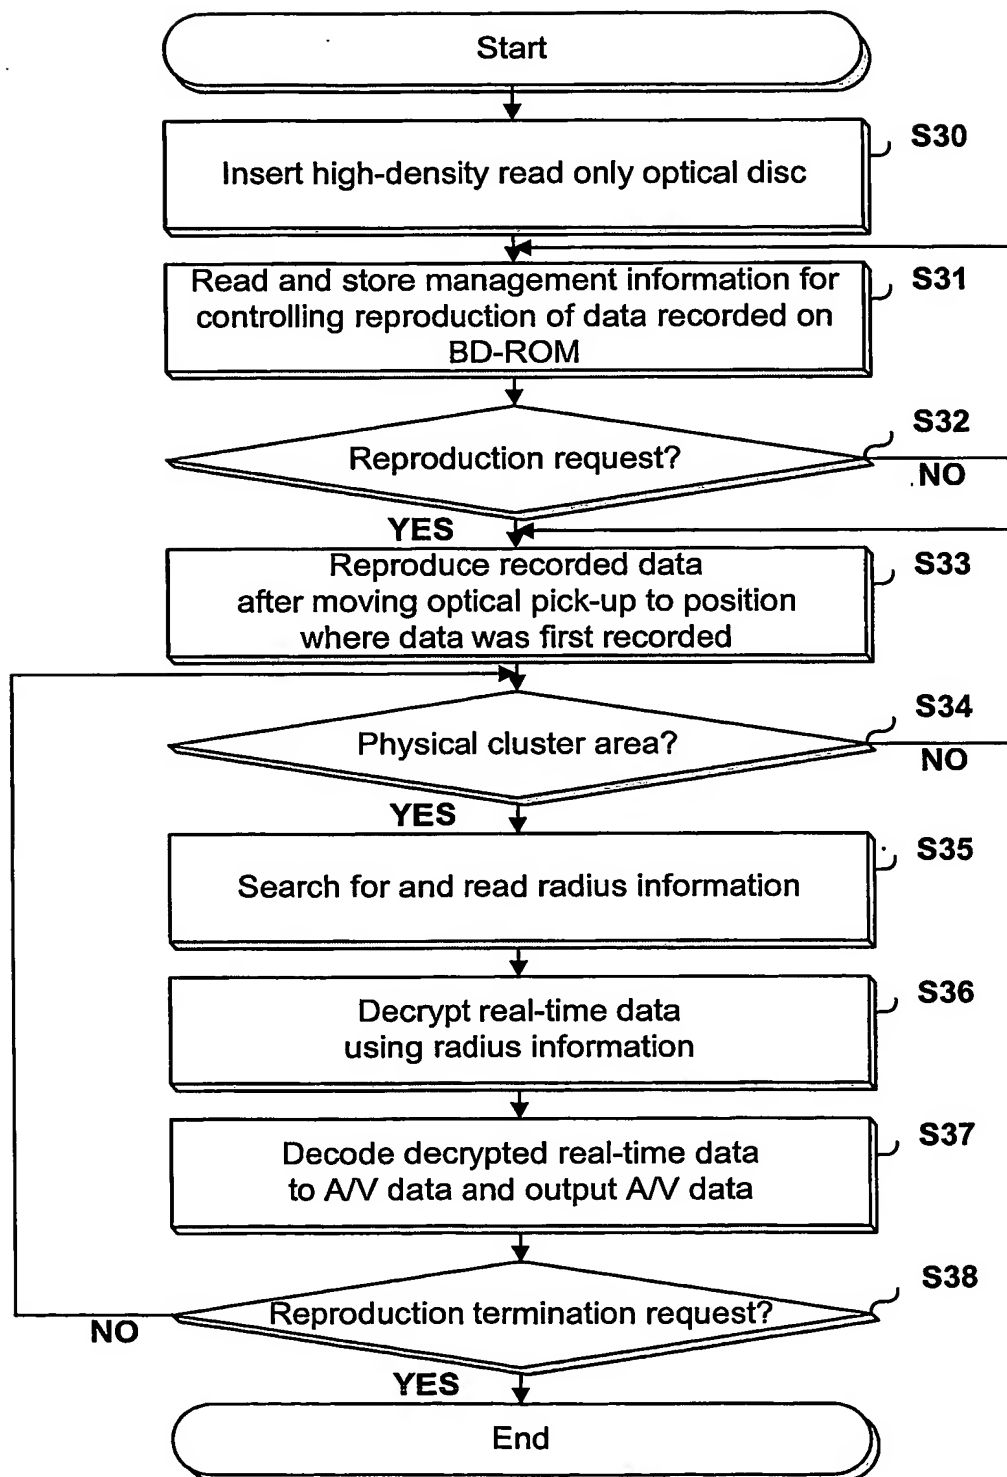 Start
S30
Insert high-density read only optical disc
S31
Read and store management information for
controlling reproduction of data recorded on
BD-ROM
S32
Reproduction request?
NO
YES
S33
Reproduce recorded data
after moving optical pick-up to position
where data was first recorded
S34
Physical cluster area?
NO
YES
S35
Search for and read radius information
S36
Decrypt real-time data
using radius information
S37
Decode decrypted real-time data
to A/V data and output A/V data
S38
Reproduction termination request?
NO
YES
End